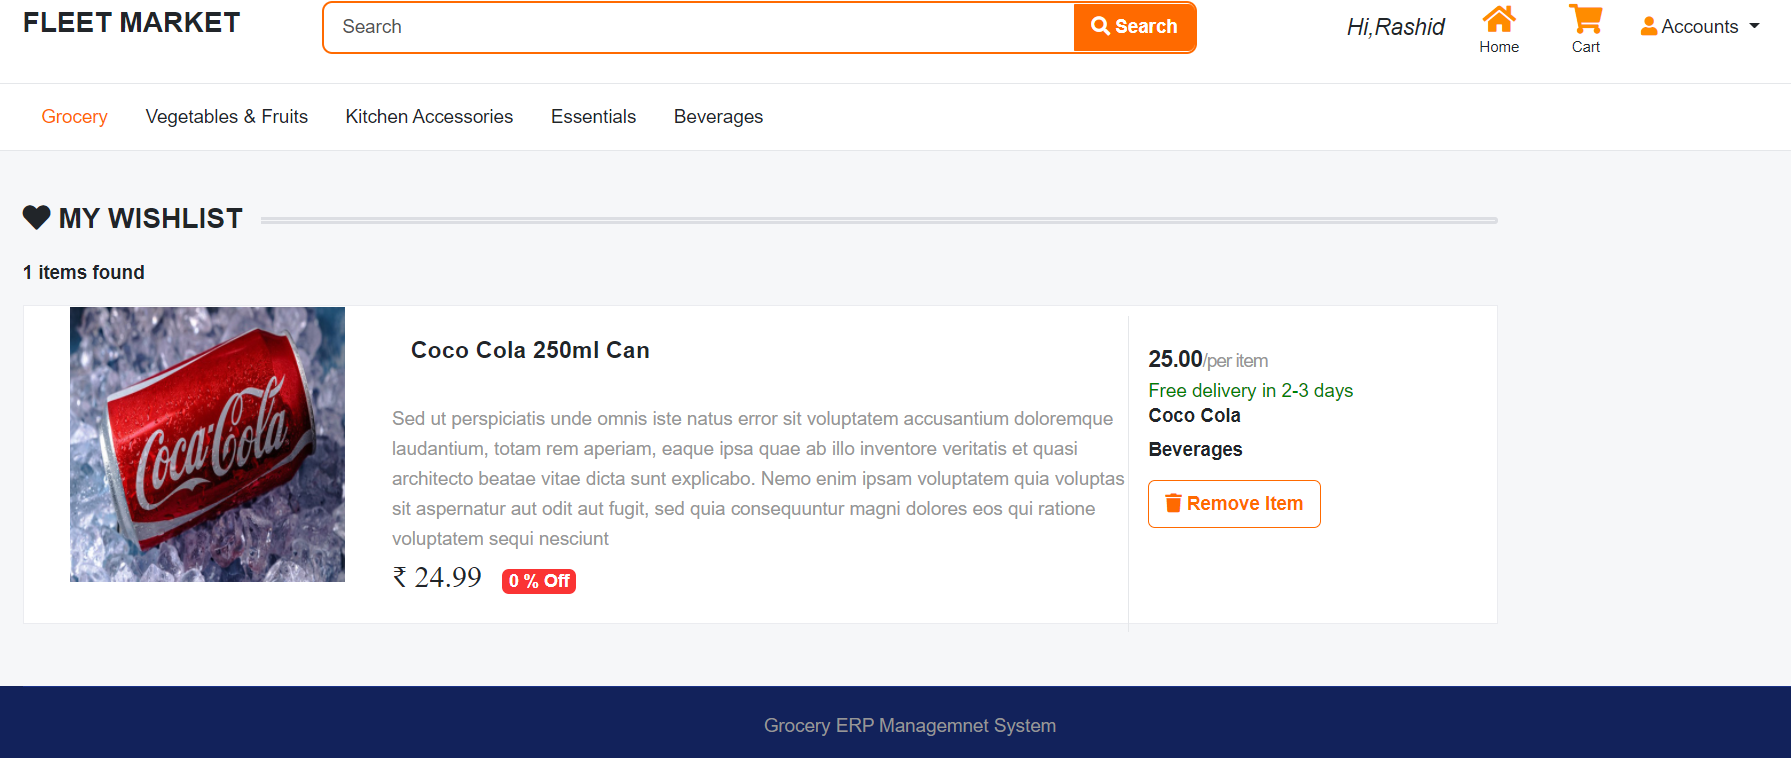 FLEET MARKET
Search
Search
Hi,Rashid
Home
Cart
Accounts
Grocery
Vegetables & Fruits
Kitchen Accessories
Essentials
Beverages
MY WISHLIST
1 items found
Coca-Cola
Coco Cola 250ml Can
Sed ut perspiciatis unde omnis iste natus error sit voluptatem accusantium doloremque
laudantium, totam rem aperiam, eaque ipsa quae ab illo inventore veritatis et quasi
architecto beatae vitae dicta sunt explicabo. Nemo enim ipsam voluptatem quia voluptas
sit aspernatur aut odit aut fugit, sed quia consequuntur magni dolores eos qui ratione
voluptatem sequi nesciunt
₹ 24.99
0 % Off
25.00/per item
Free delivery in 2-3 days
Coco Cola
Beverages
Remove Item
Grocery ERP Managemnet System